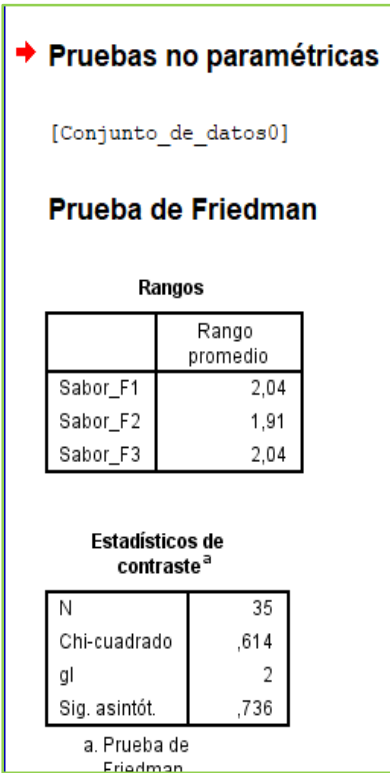 Pruebas no paramétricas
[Conjunto_de_datos0]
Prueba de Friedman
Rangos
Rango
promedio
Sabor_F1 2,04
Sabor_F2 1,91
Sabor_F3 2,04
Estadísticos de
contraste a
N 35
Chi-cuadrado ,614
gl 2
Sig. asintót. ,736
a. Prueba de
Friedman